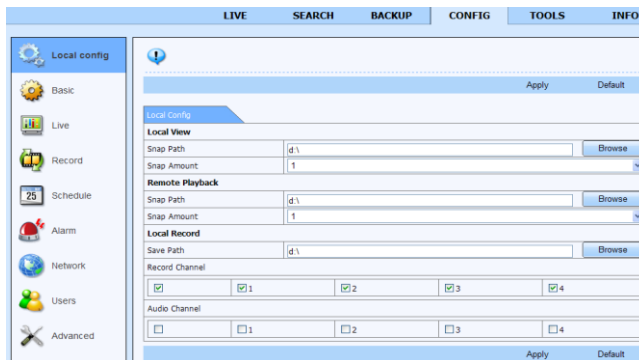 LIVE SEARCH BACKUP CONFIG TOOLS INFO
Local config
Basic
Live
Record
25 Schedule
Alarm
Network
Users
Advanced
Apply Default
Local Config
Local View
Snap Path d:\ Browse
Snap Amount 1
Remote Playback
Snap Path d:\ Browse
Snap Amount 1
Local Record
Save Path d:\ Browse
Record Channel
1 2 3 4
Audio Channel
1 2 3 4
Apply Default